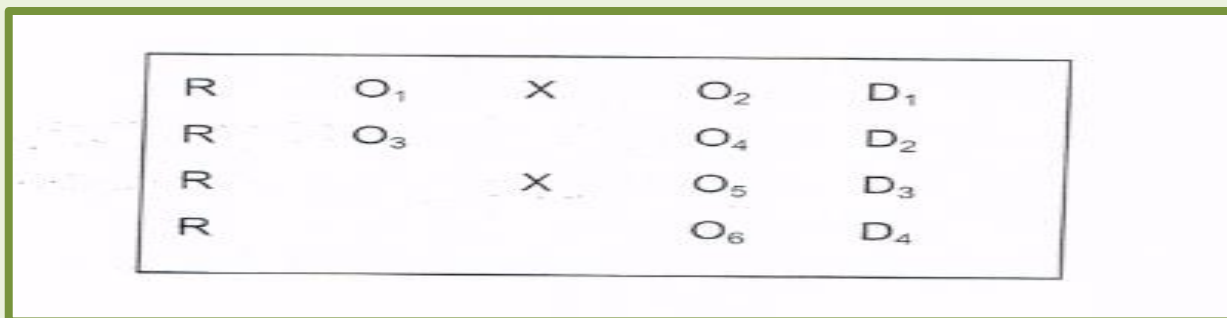 R O₁ X O₂ D₁
R O₃ O₄ D₂
R X O₅ D₃
R O₆ D₄